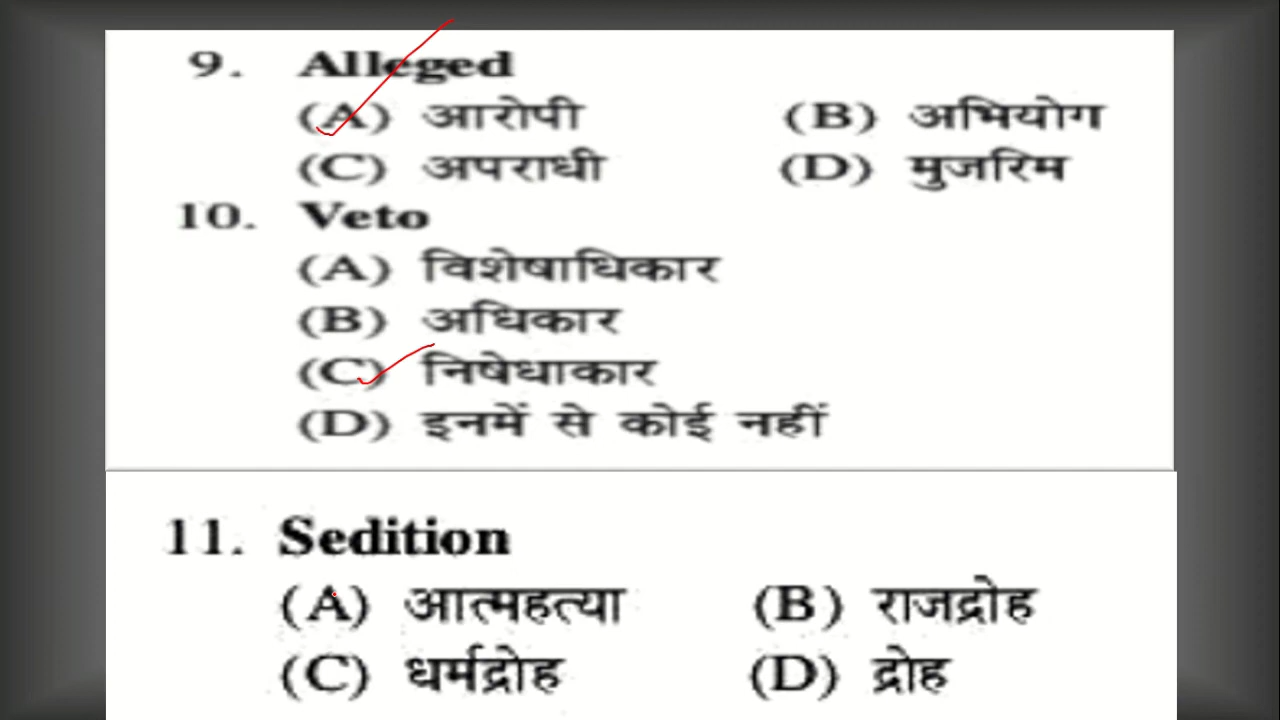 9. Alleged
(A) आरोपी (B) अभियोग
(C) अपराधी (D) मुजरिम
10. Veto
(A) विशेषाधिकार
(B) अधिकार
(C) निषेधाकार
(D) इनमें से कोई नहीं
11. Sedition
(A) आत्महत्या (B) राजद्रोह
(C) धर्मद्रोह (D) द्रोह